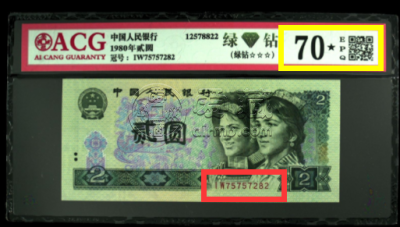 ACG
AI CANG GUARANTY
中国人民银行
1980年贰圆
冠号：IW75757282
12578822
绿 钻
(绿钻☆☆☆)
70★
EPQ
中国人民银行
2
贰圆
IW75757282
2
2